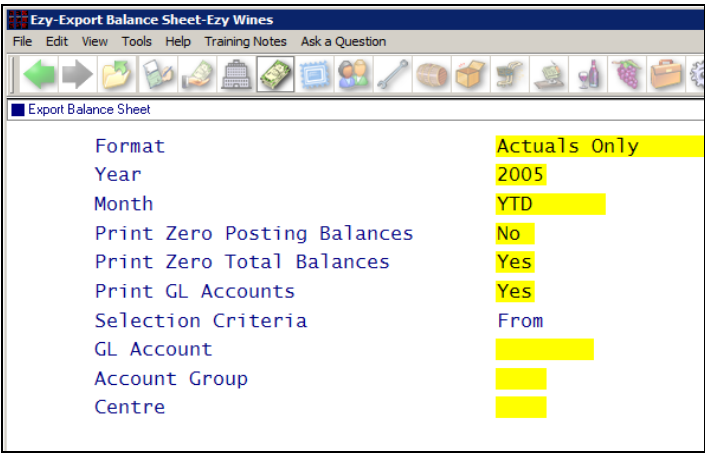 Ezy-Export Balance Sheet-Ezy Wines
File Edit View Tools Help Training Notes Ask a Question
Export Balance Sheet
Format Actuals Only
Year 2005
Month YTD
Print Zero Posting Balances No
Print Zero Total Balances Yes
Print GL Accounts Yes
Selection Criteria From
GL Account
Account Group
Centre